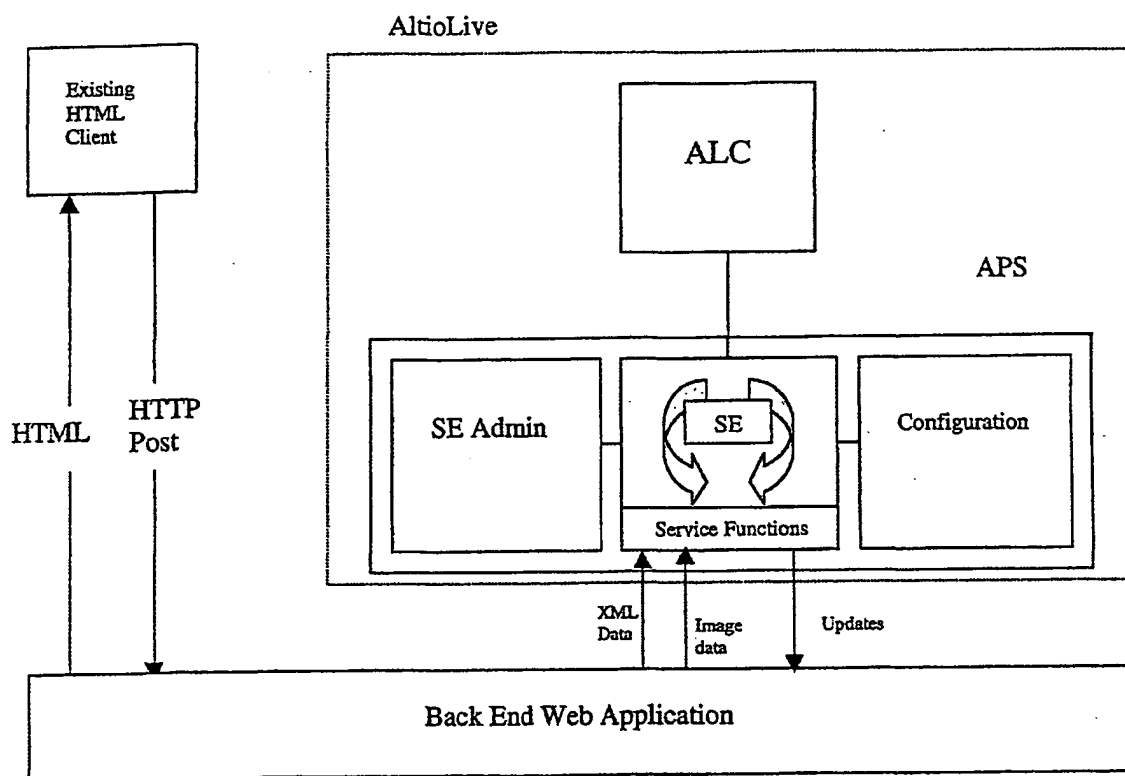 AltioLive
Existing
HTML
Client
ALC
APS
HTML
HTTP
Post
SE Admin
SE
Configuration
Service Functions
XML
Data
Image
data
Updates
Back End Web Application